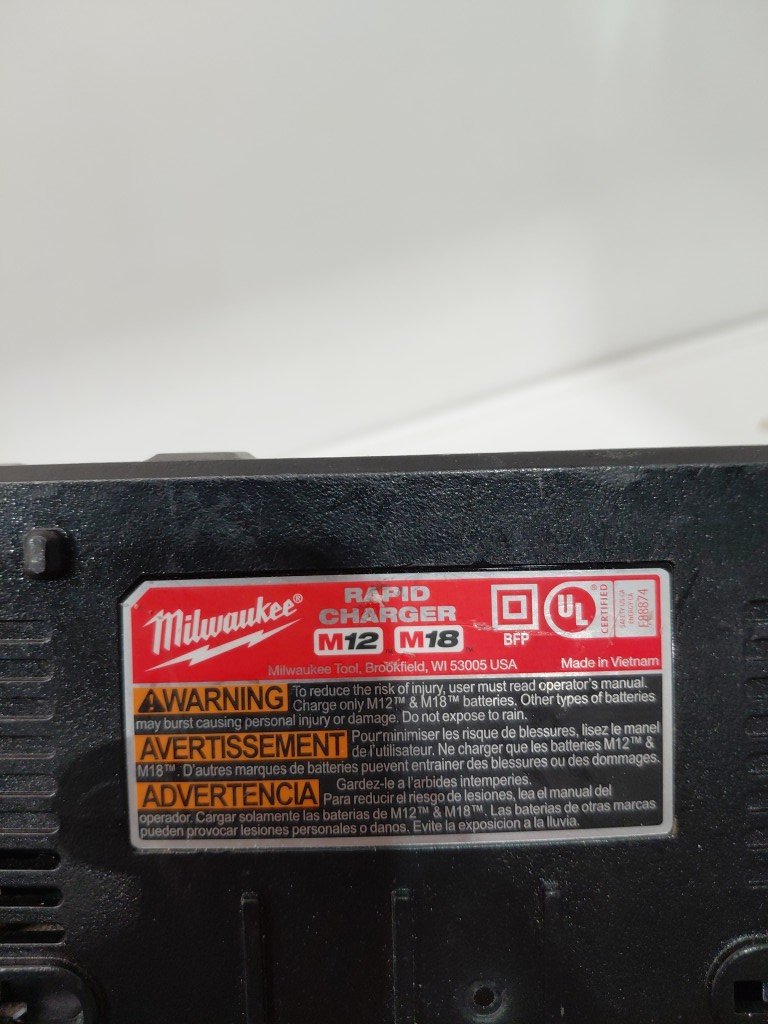 Milwaukee®
RAPID
CHARGER
M12™ M18™
BFP
UL®
CERTIFIED
SAFETY US-CA
E98874
Milwaukee Tool, Brookfield, WI 53005 USA
Made in Vietnam
WARNING To reduce the risk of injury, user must read operator's manual.
Charge only M12™ & M18™ batteries. Other types of batteries
may burst causing personal injury or damage. Do not expose to rain.
AVERTISSEMENT Pour minimiser les risque de blessures, lisez le manel
de l'utilisateur. Ne charger que les batteries M12™ &
M18™. D'autres marques de batteries puevent entrainer des blessures ou des dommages.
Gardez-le a l'arbides intemperies.
ADVERTENCIA Para reducir el riesgo de lesiones, lea el manual del
operador. Cargar solamente las baterias de M12™ & M18™. Las baterias de otras marcas
pueden provocar lesiones personales o danos. Evite la exposicion a la lluvia.